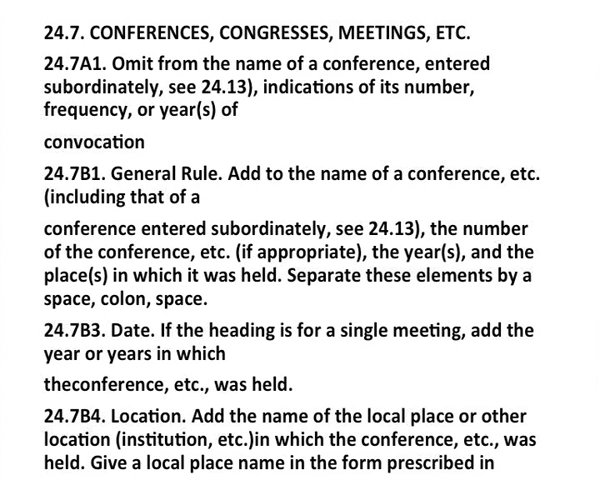 24.7. CONFERENCES, CONGRESSES, MEETINGS, ETC.
24.7A1. Omit from the name of a conference, entered
subordinately, see 24.13), indications of its number,
frequency, or year(s) of
convocation
24.7B1. General Rule. Add to the name of a conference, etc.
(including that of a
conference entered subordinately, see 24.13), the number
of the conference, etc. (if appropriate), the year(s), and the
place(s) in which it was held. Separate these elements by a
space, colon, space.
24.7B3. Date. If the heading is for a single meeting, add the
year or years in which
theconference, etc., was held.
24.7B4. Location. Add the name of the local place or other
location (institution, etc.)in which the conference, etc., was
held. Give a local place name in the form prescribed in